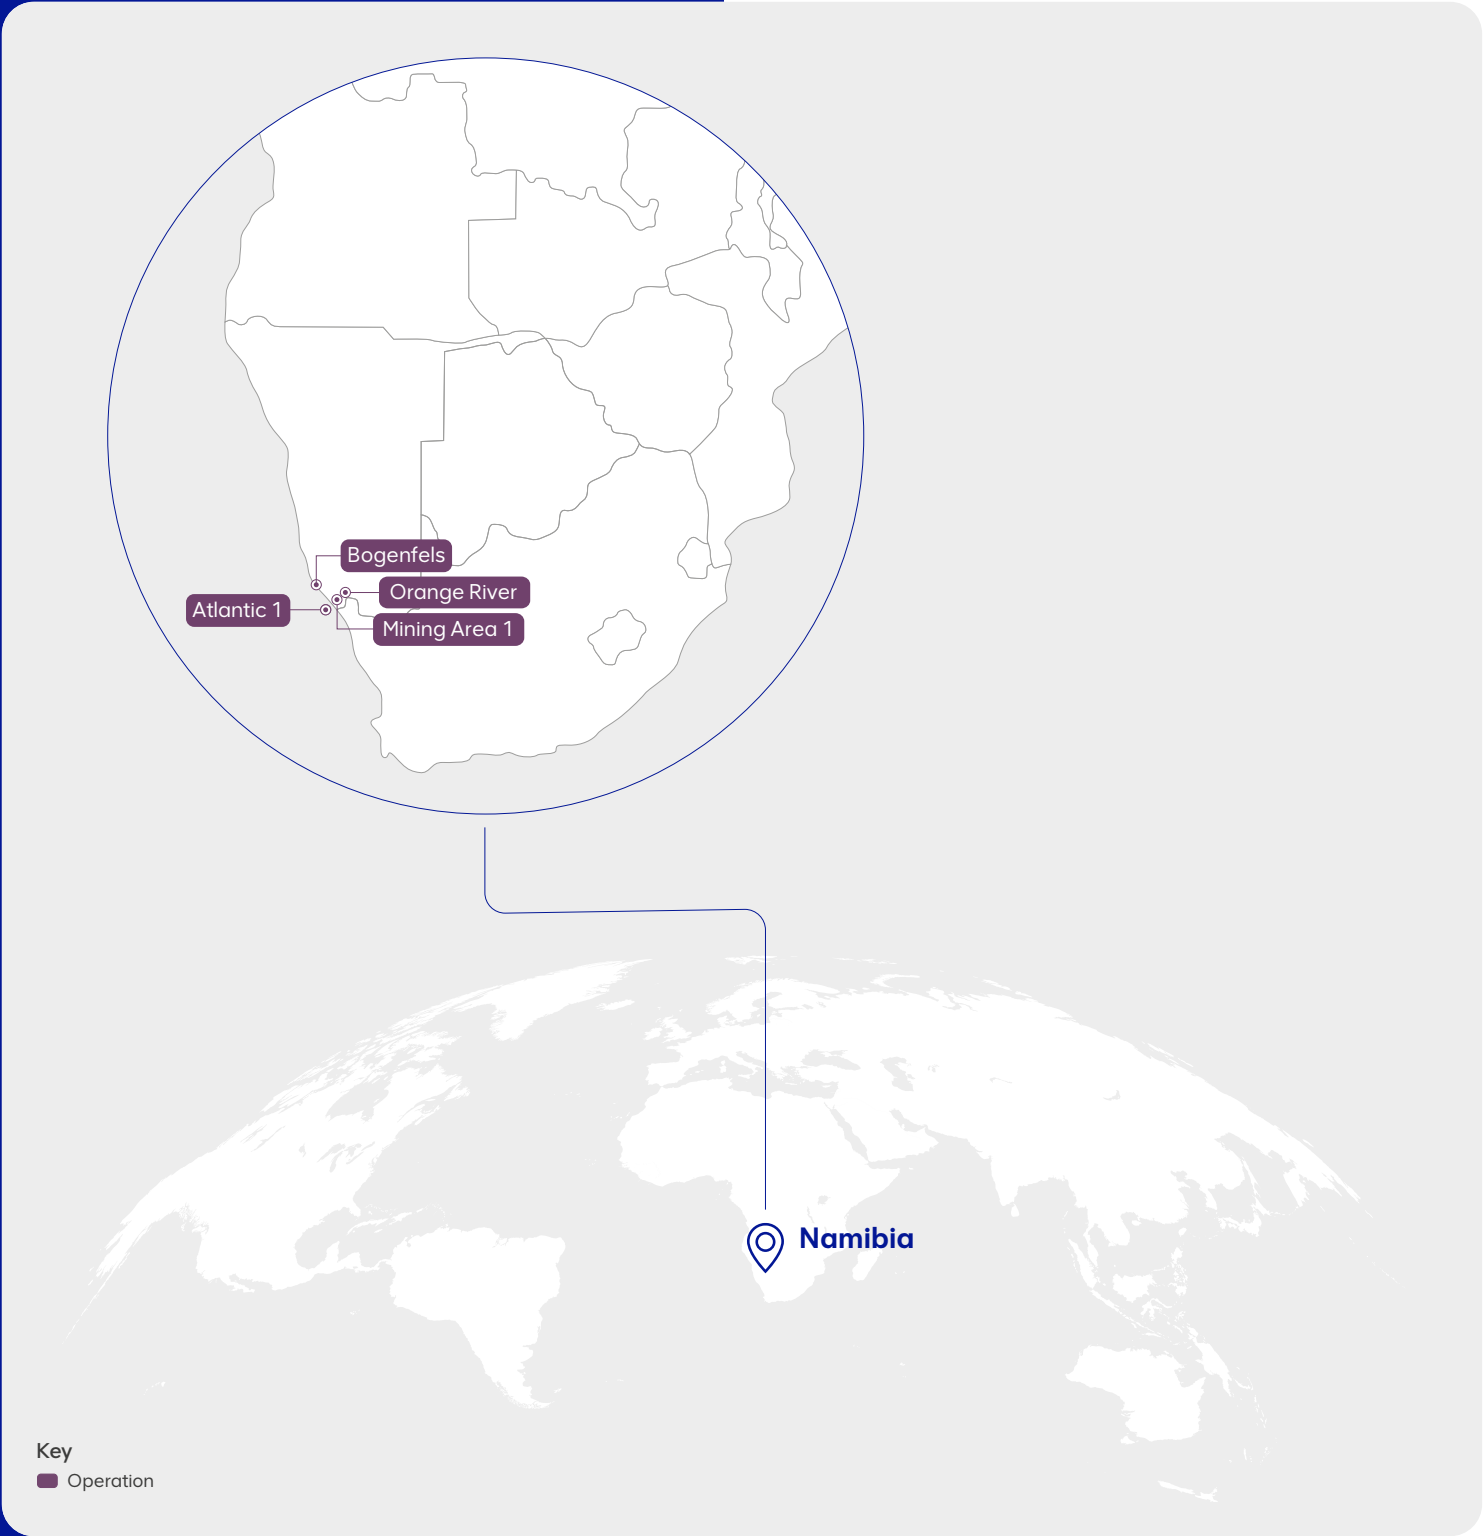 Bogenfels
Orange River
Atlantic 1
Mining Area 1
Namibia
Key
Operation